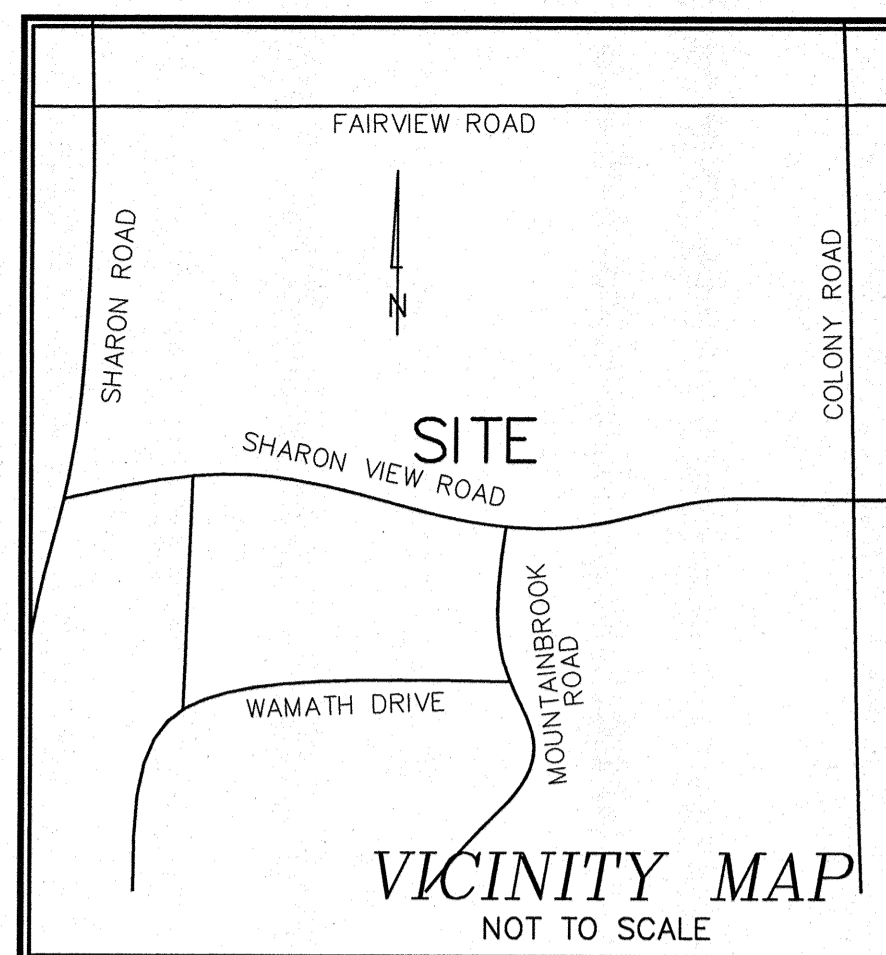 FAIRVIEW ROAD
SHARON ROAD
COLONY ROAD
N
SITE
SHARON VIEW ROAD
MOUNTAINBROOK
ROAD
WAMATH DRIVE
VICINITY MAP
NOT TO SCALE